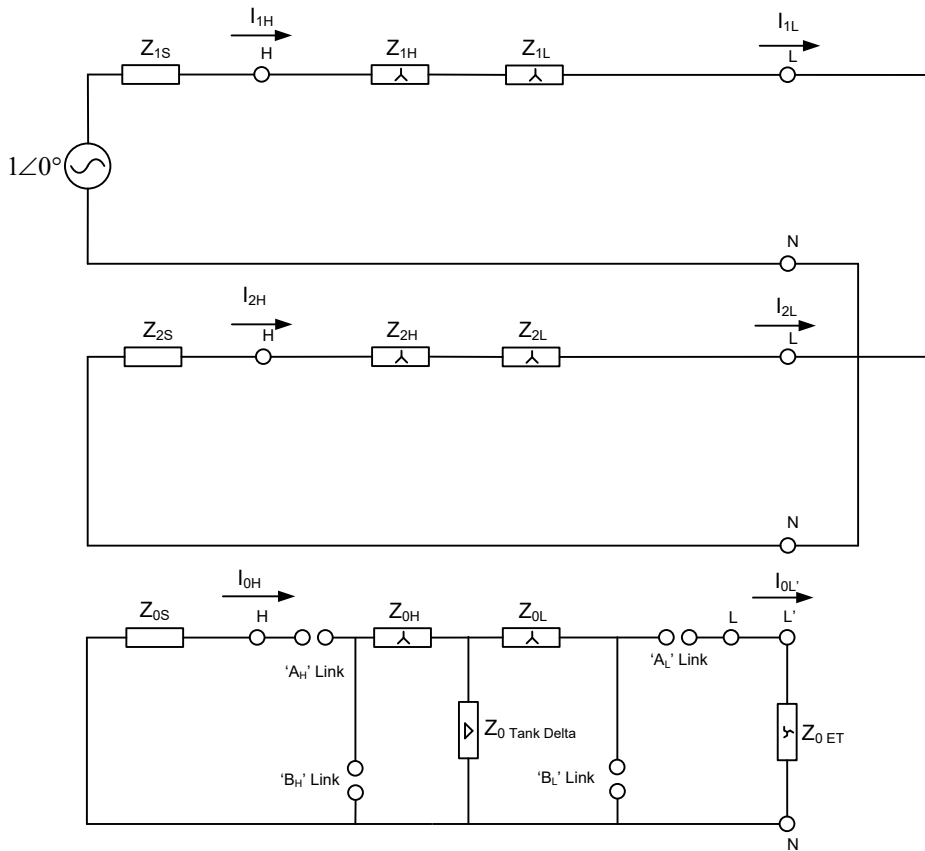 I1H I1L
Z1S H Z1H Z1L L
1∠0°
N
I2H I2L
Z2S H Z2H Z2L L
N
I0H I0L'
Z0S H Z0H Z0L L L'
'AH' Link 'AL' Link
Z0 Tank Delta Z0 ET
'BH' Link 'BL' Link
N